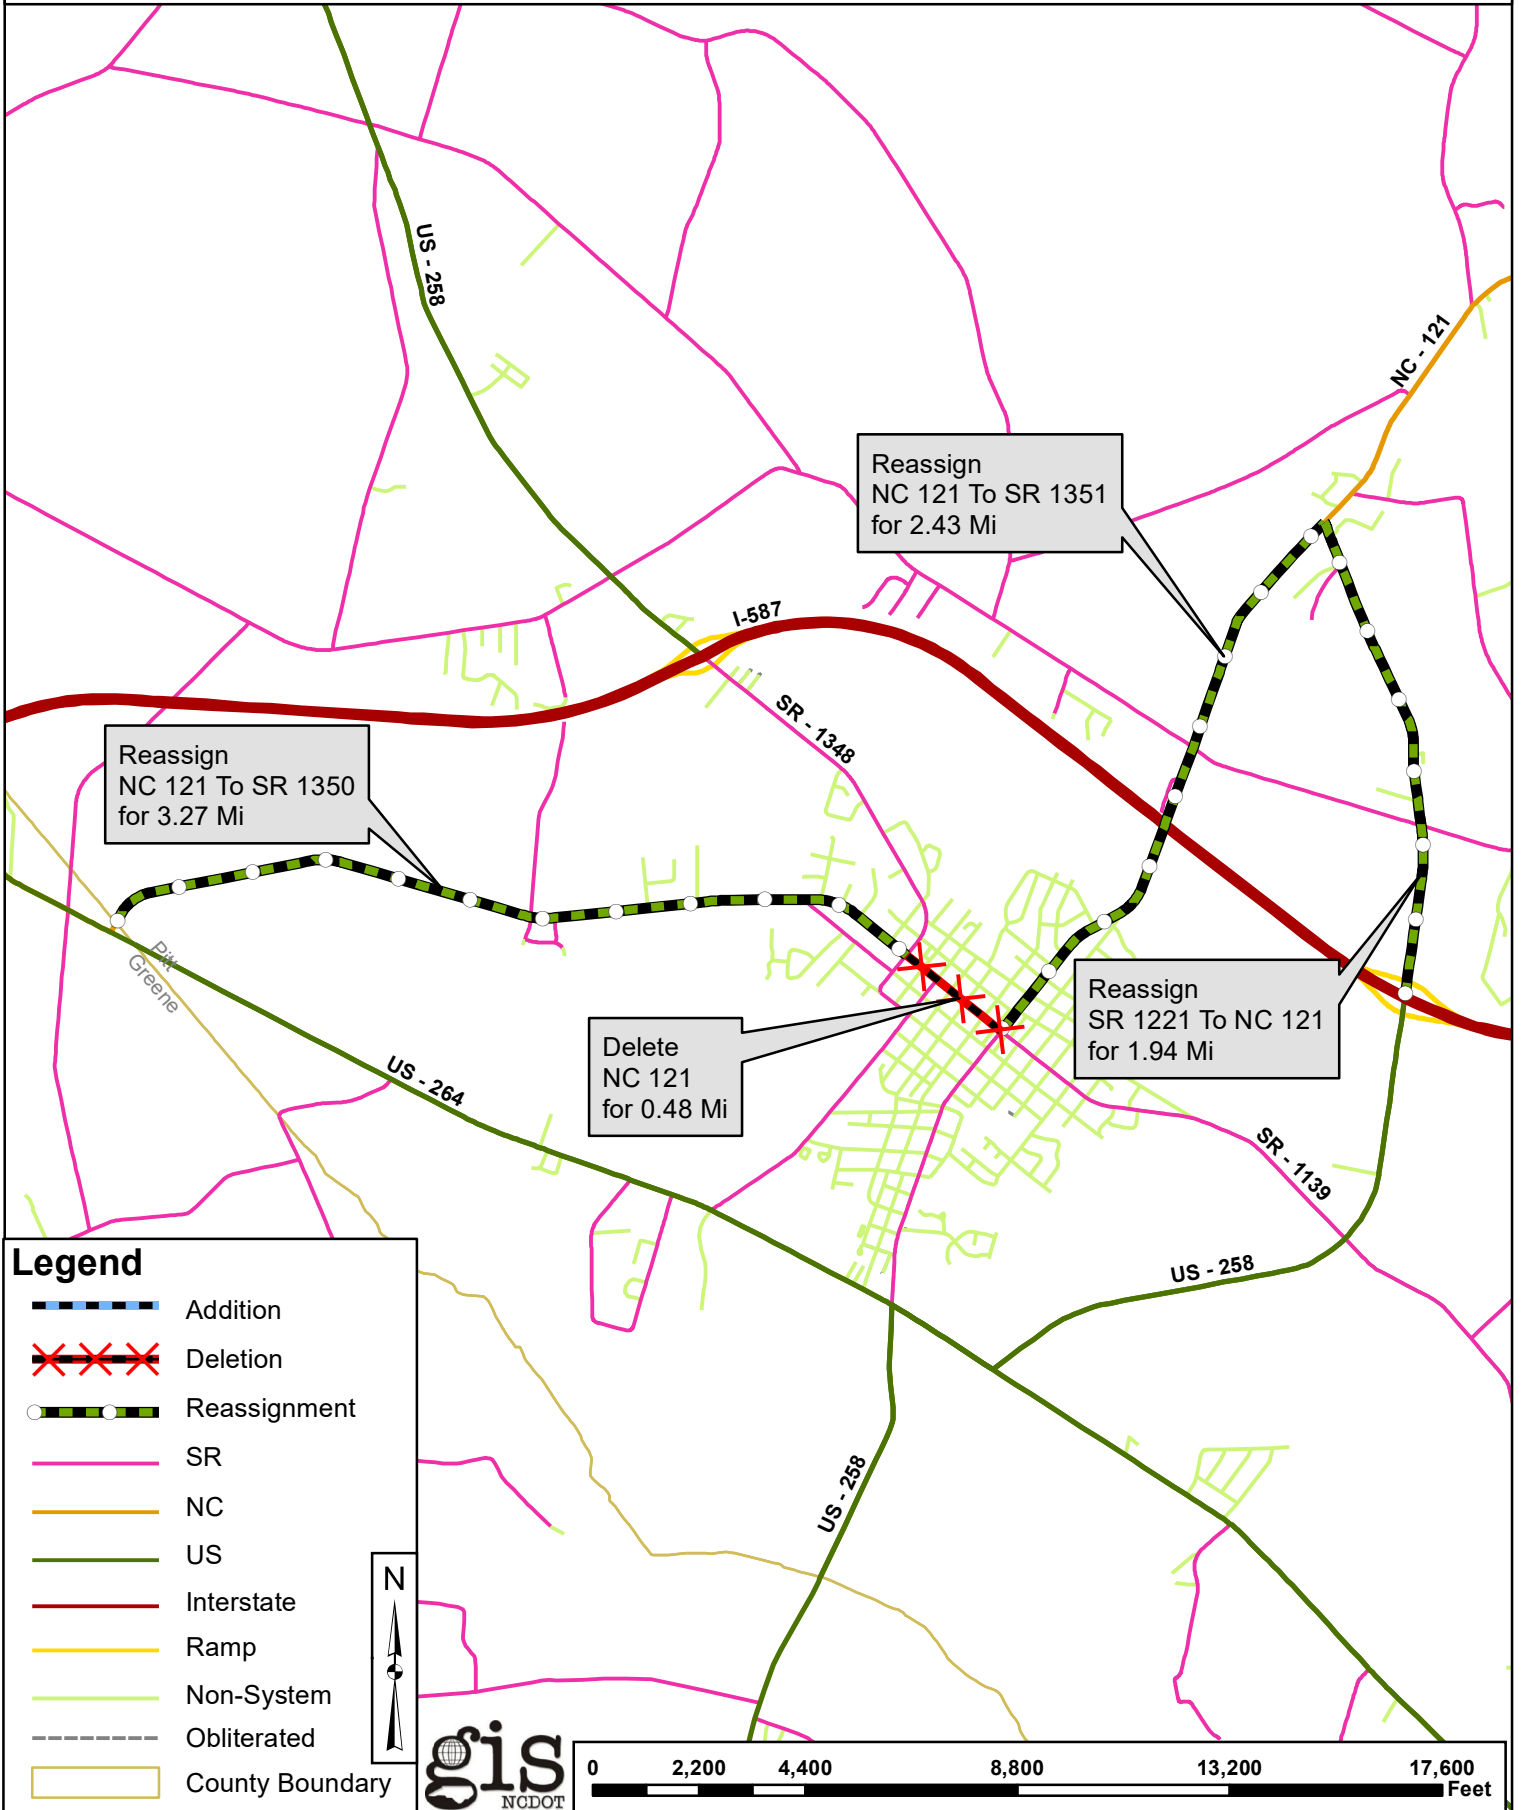 US - 258
NC - 121
Reassign
NC 121 To SR 1351
for 2.43 Mi
I-587
SR - 1348
Reassign
NC 121 To SR 1350
for 3.27 Mi
Pitt
Greene
Reassign
SR 1221 To NC 121
for 1.94 Mi
Delete
NC 121
for 0.48 Mi
US - 264
SR - 1139
US - 258
US - 258
Legend
Addition
Deletion
Reassignment
SR
NC
US
Interstate
Ramp
Non-System
Obliterated
County Boundary
N
gis
NCDOT
0 2,200 4,400 8,800 13,200 17,600
Feet